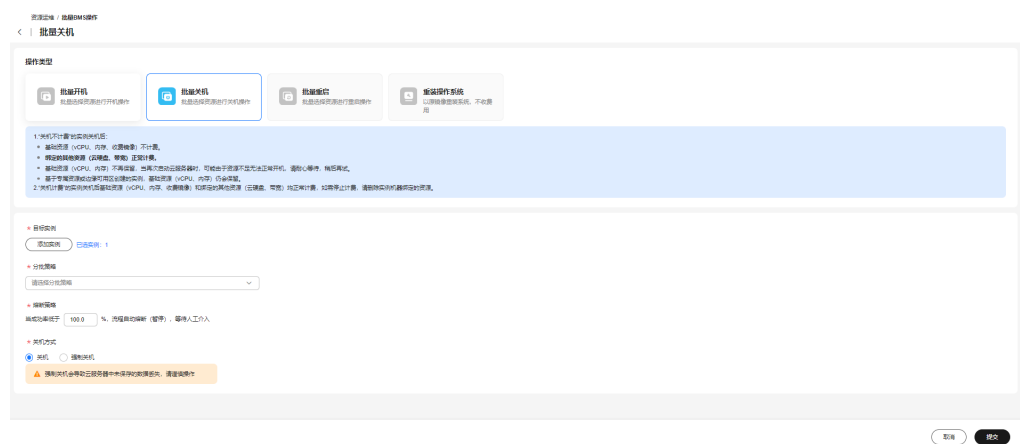 资源运维 / 批量BMS操作
批量关机
操作类型
批量开机
批量选择资源进行开机操作
批量关机
批量选择资源进行关机操作
批量重启
批量选择资源进行重启操作
重装操作系统
以原镜像重装系统，不收费
用
1.“关机不计费”的实例关机后：
基础资源（vCPU、内存、收费镜像）不计费。
绑定的其他资源（云硬盘、带宽）正常计费。
基础资源（vCPU、内存）不再保留，当再次启动云服务器时，可能由于资源不足无法正常开机，请耐心等待，稍后再试。
基于专属资源或边缘可用区创建的实例，基础资源（vCPU、内存）仍会保留。
2.“关机计费”的实例关机后基础资源（vCPU、内存、收费镜像）和绑定的其他资源（云硬盘、带宽）均正常计费，如需停止计费，请删除实例机器绑定的资源。
* 目标实例
添加实例 已选实例：1
* 分批策略
请选择分批策略
* 熔断策略
当成功率低于 100.0 %，流程自动熔断（暂停），等待人工介入
* 关机方式
关机 强制关机
强制关机会导致云服务器中未保存的数据丢失，请谨慎操作
取消 提交